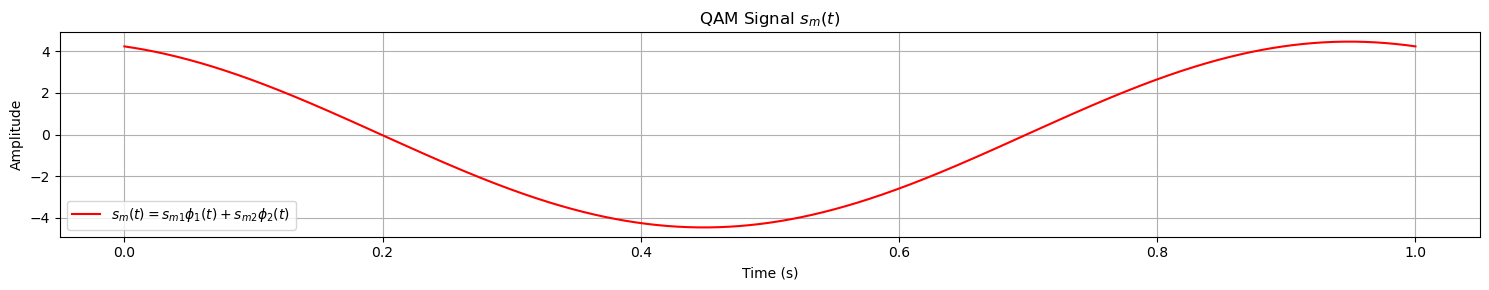 QAM Signal $s_m(t)$
Amplitude
4
2
0
−2
−4
$s_m(t) = s_{m1}\phi_1(t) + s_{m2}\phi_2(t)$
0.0 0.2 0.4 0.6 0.8 1.0
Time (s)